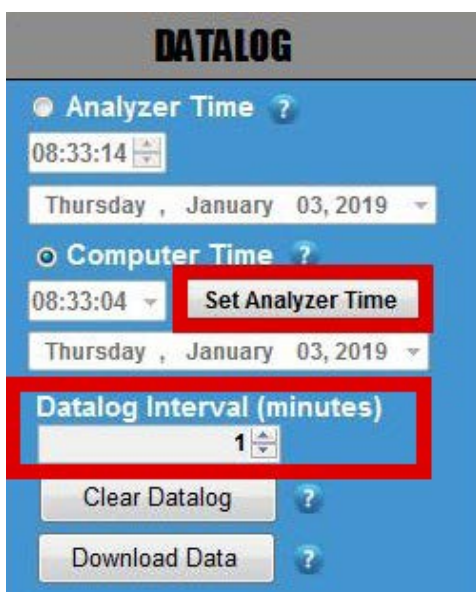 DATALOG
Analyzer Time ?
08:33:14
Thursday , January 03, 2019
Computer Time ?
08:33:04 Set Analyzer Time
Thursday , January 03, 2019
Datalog Interval (minutes)
1
Clear Datalog ?
Download Data ?